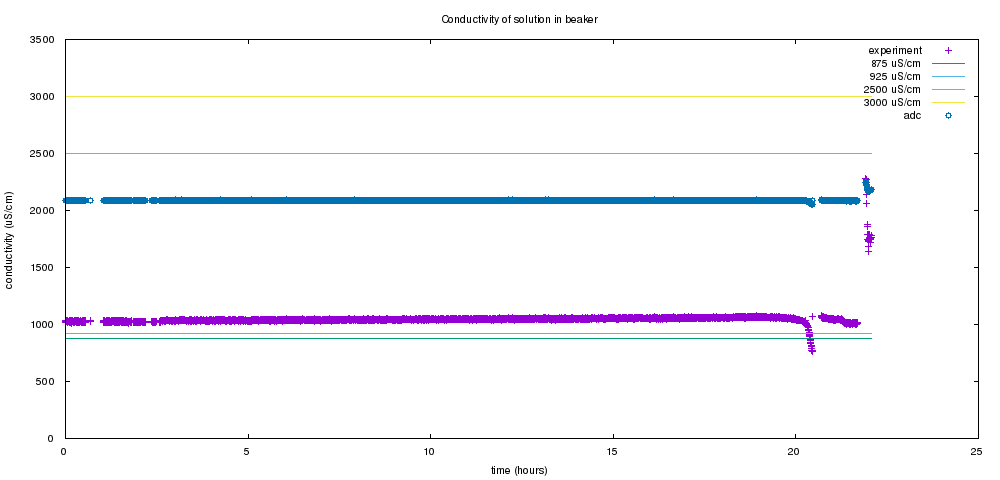 Conductivity of solution in beaker
3500
3000
2500
2000
1500
1000
500
0
conductivity (uS/cm)
experiment
875 uS/cm
925 uS/cm
2500 uS/cm
3000 uS/cm
adc
0 5 10 15 20 25
time (hours)